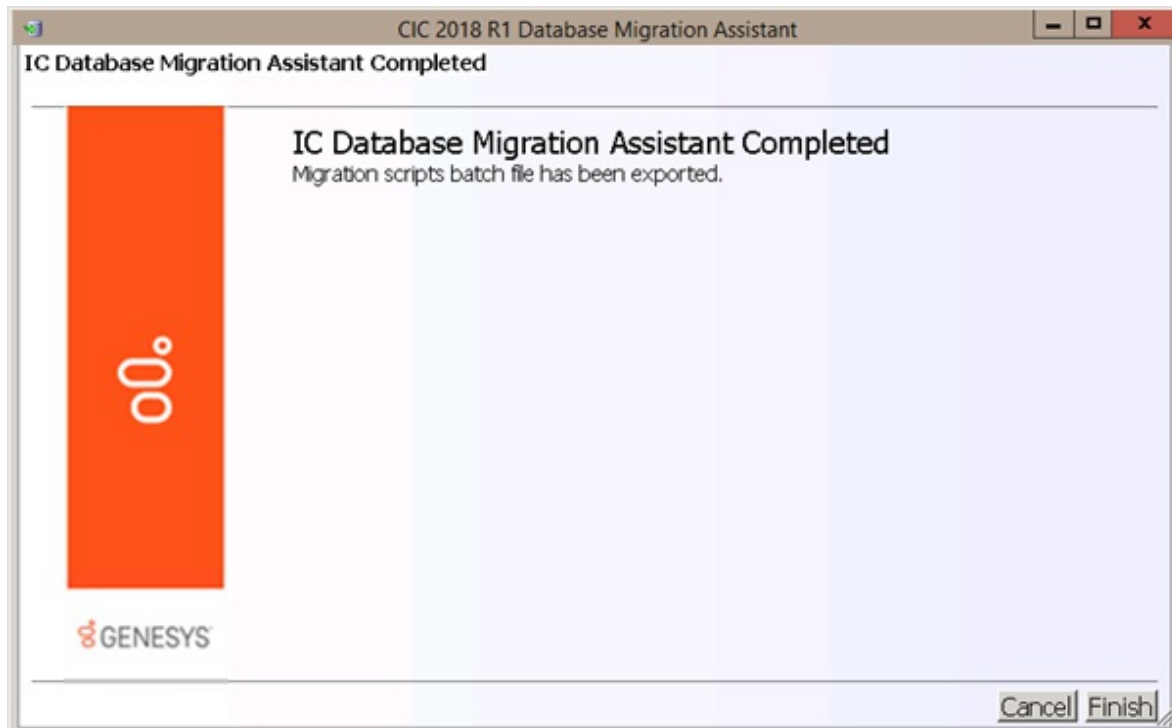 CIC 2018 R1 Database Migration Assistant
IC Database Migration Assistant Completed
IC Database Migration Assistant Completed
Migration scripts batch file has been exported.
GENESYS
Cancel Finish